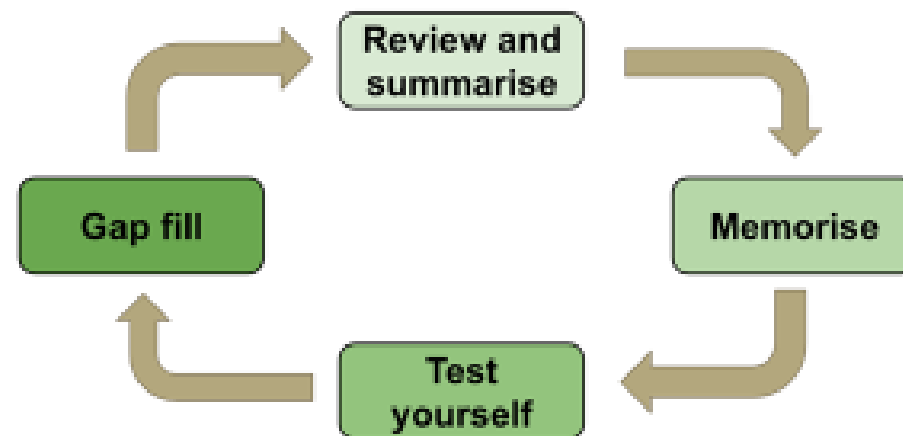 Review and
summarise
Gap fill
Memorise
Test
yourself